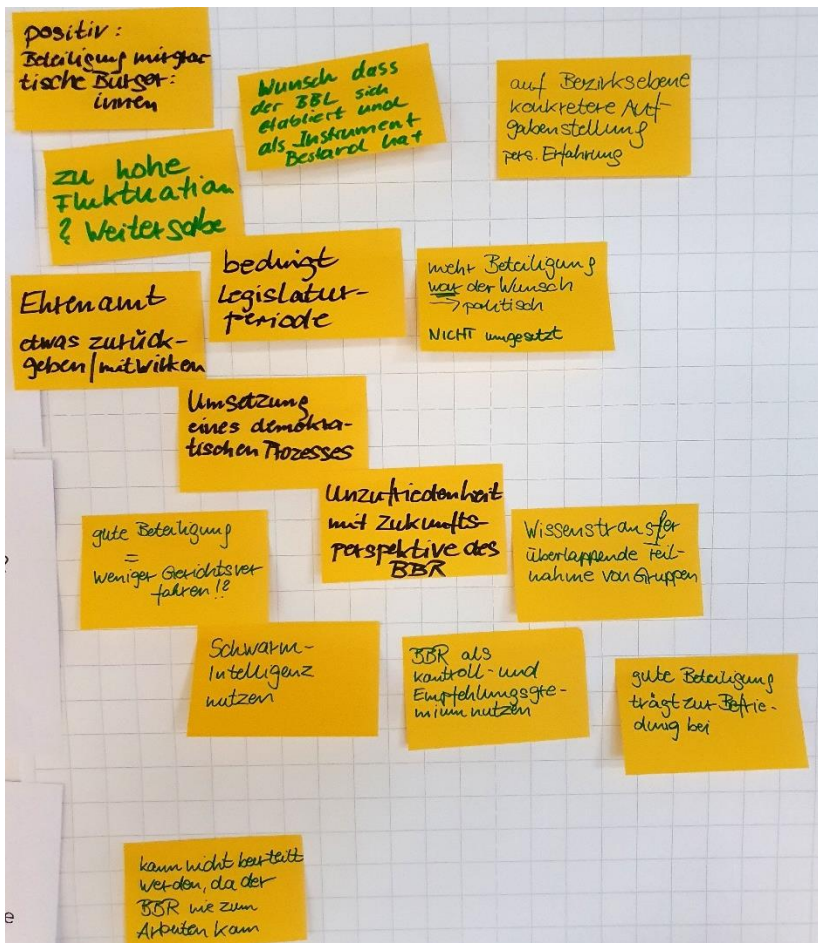 positiv:
Beteiligung migran
tische Bürger:
innen
Wunsch dass
der BBL sich
etabliert und
als Instrument
Bestand hat
auf Bezirksebene
konkretere Auf-
gabenstellung
pers. Erfahrung
zu hohe
Fluktuation
? Weitergabe
bedingt
Legislatur-
periode
mehr Beteiligung
war der Wunsch
→ politisch
NICHT umgesetzt
Ehrenamt
etwas zurück-
geben/mitwirken
Umsetzung
eines demokra-
tischen Prozesses
Unzufriedenheit
mit Zukunfts-
perspektive des
BBR
gute Beteiligung
=
weniger Gerichtsver
fahren!?
Wissenstransfer
überlappende Teil-
nahme von Gruppen
Schwarm-
Intelligenz
nutzen
BBR als
Kontroll- und
Empfehlungsgre-
mium nutzen
gute Beteiligung
trägt zur Befrie-
dung bei
kann nicht beurteilt
werden, da der
BBR nie zum
Arbeiten kam
?
e